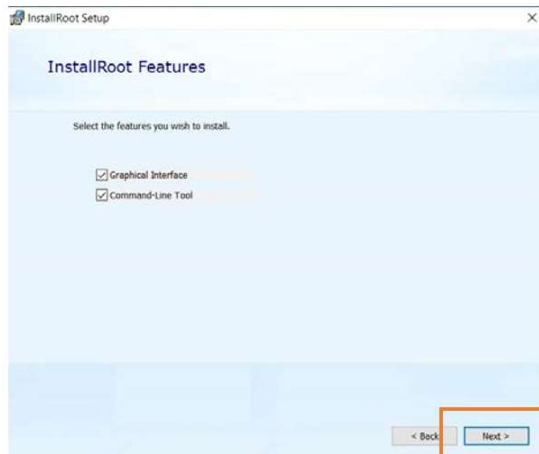 InstallRoot Setup
InstallRoot Features
Select the features you wish to install.
Graphical Interface
Command-Line Tool
< Back
Next >